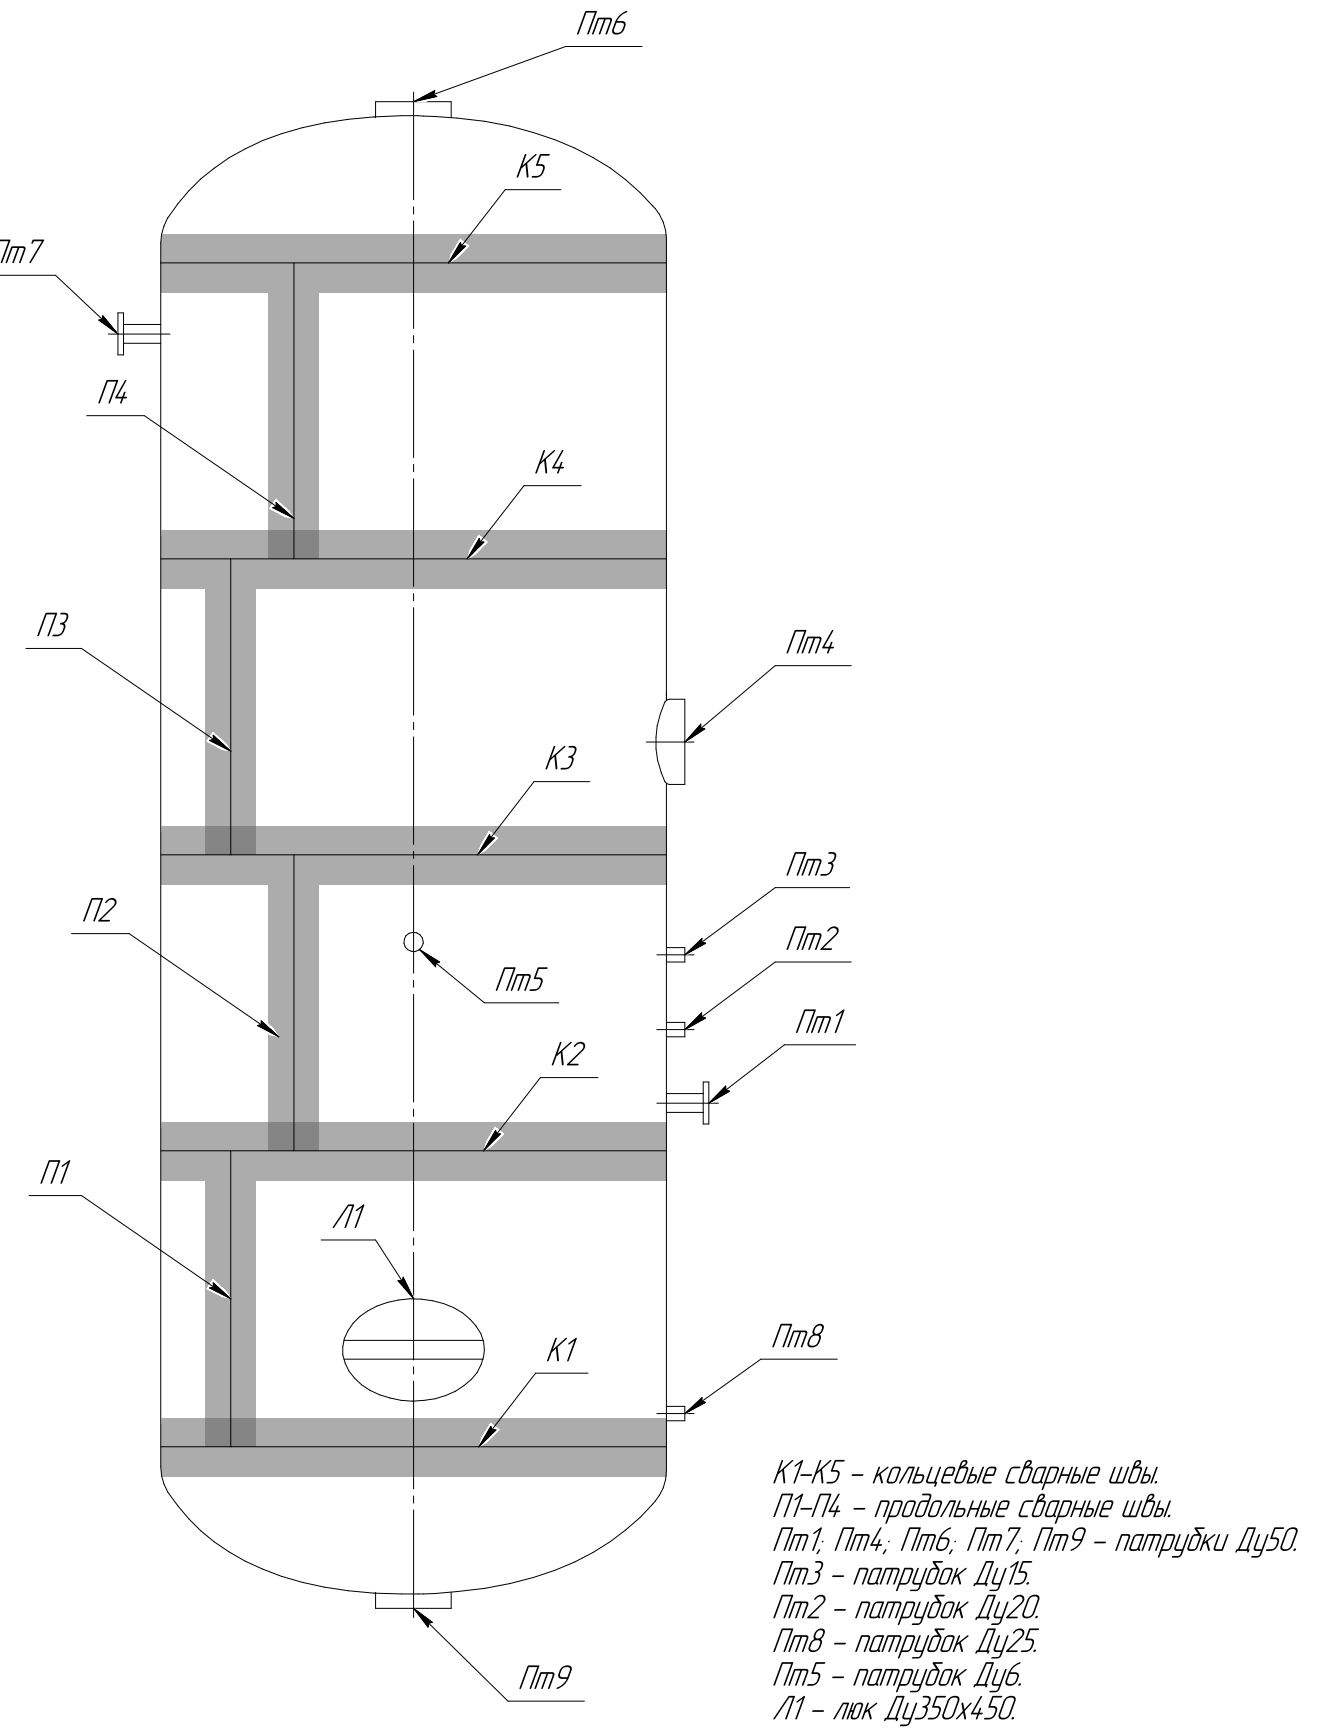 Пт6
К5
Пт7
П4
К4
П3
Пт4
К3
Пт3
П2
Пт2
Пт5
Пт1
К2
П1
Л1
Пт8
К1
К1-К5 - кольцевые сварные швы.
П1-П4 - продольные сварные швы.
Пт1; Пт4; Пт6; Пт7; Пт9 - патрубки Ду50.
Пт3 - патрубок Ду15.
Пт2 - патрубок Ду20.
Пт8 - патрубок Ду25.
Пт9
Пт5 - патрубок Ду6.
Л1 - люк Ду350х450.